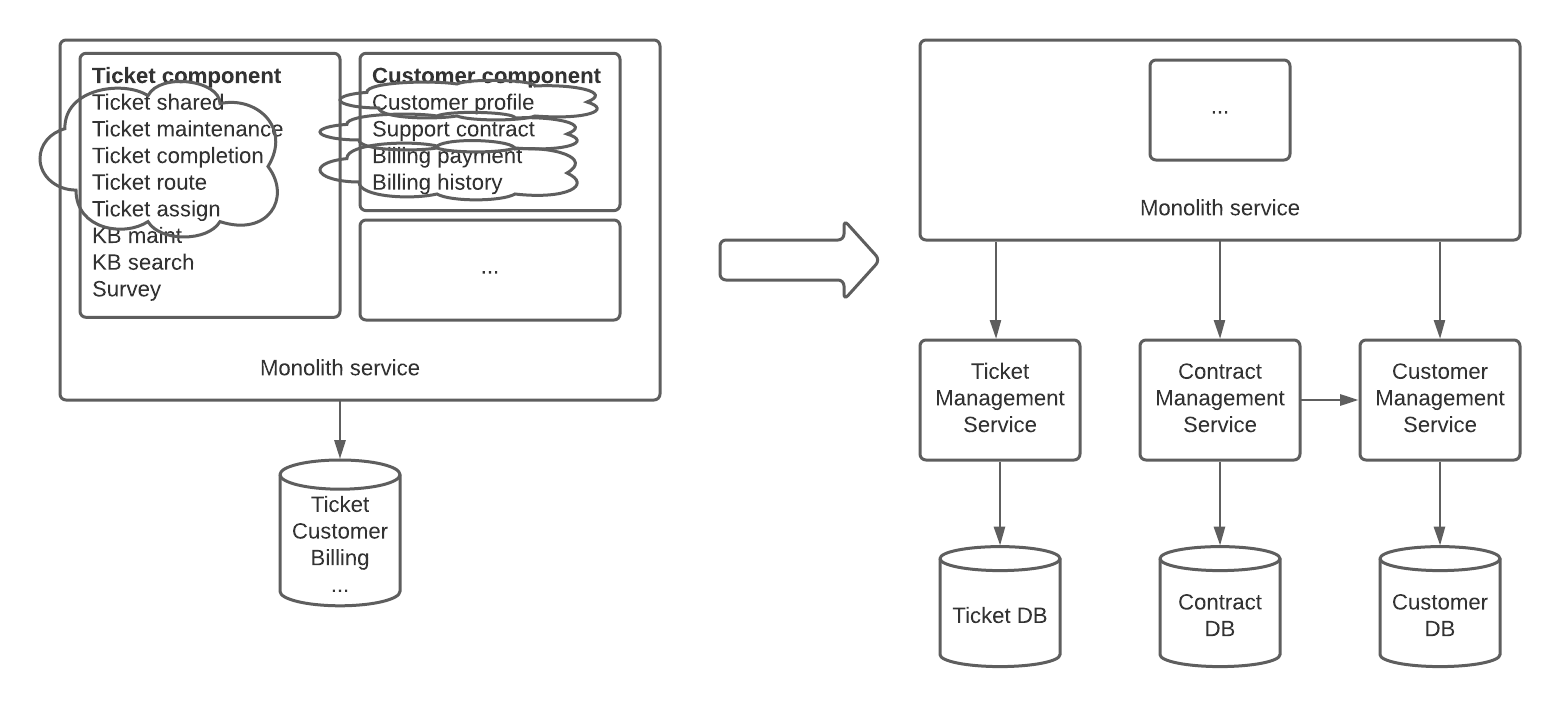 Ticket component
Ticket shared
Ticket maintenance
Ticket completion
Ticket route
Ticket assign
KB maint
KB search
Survey
Customer component
Customer profile
Support contract
Billing payment
Billing history
...
Monolith service
Ticket
Customer
Billing
...
...
Monolith service
Ticket
Management
Service
Contract
Management
Service
Customer
Management
Service
Ticket DB
Contract
DB
Customer
DB